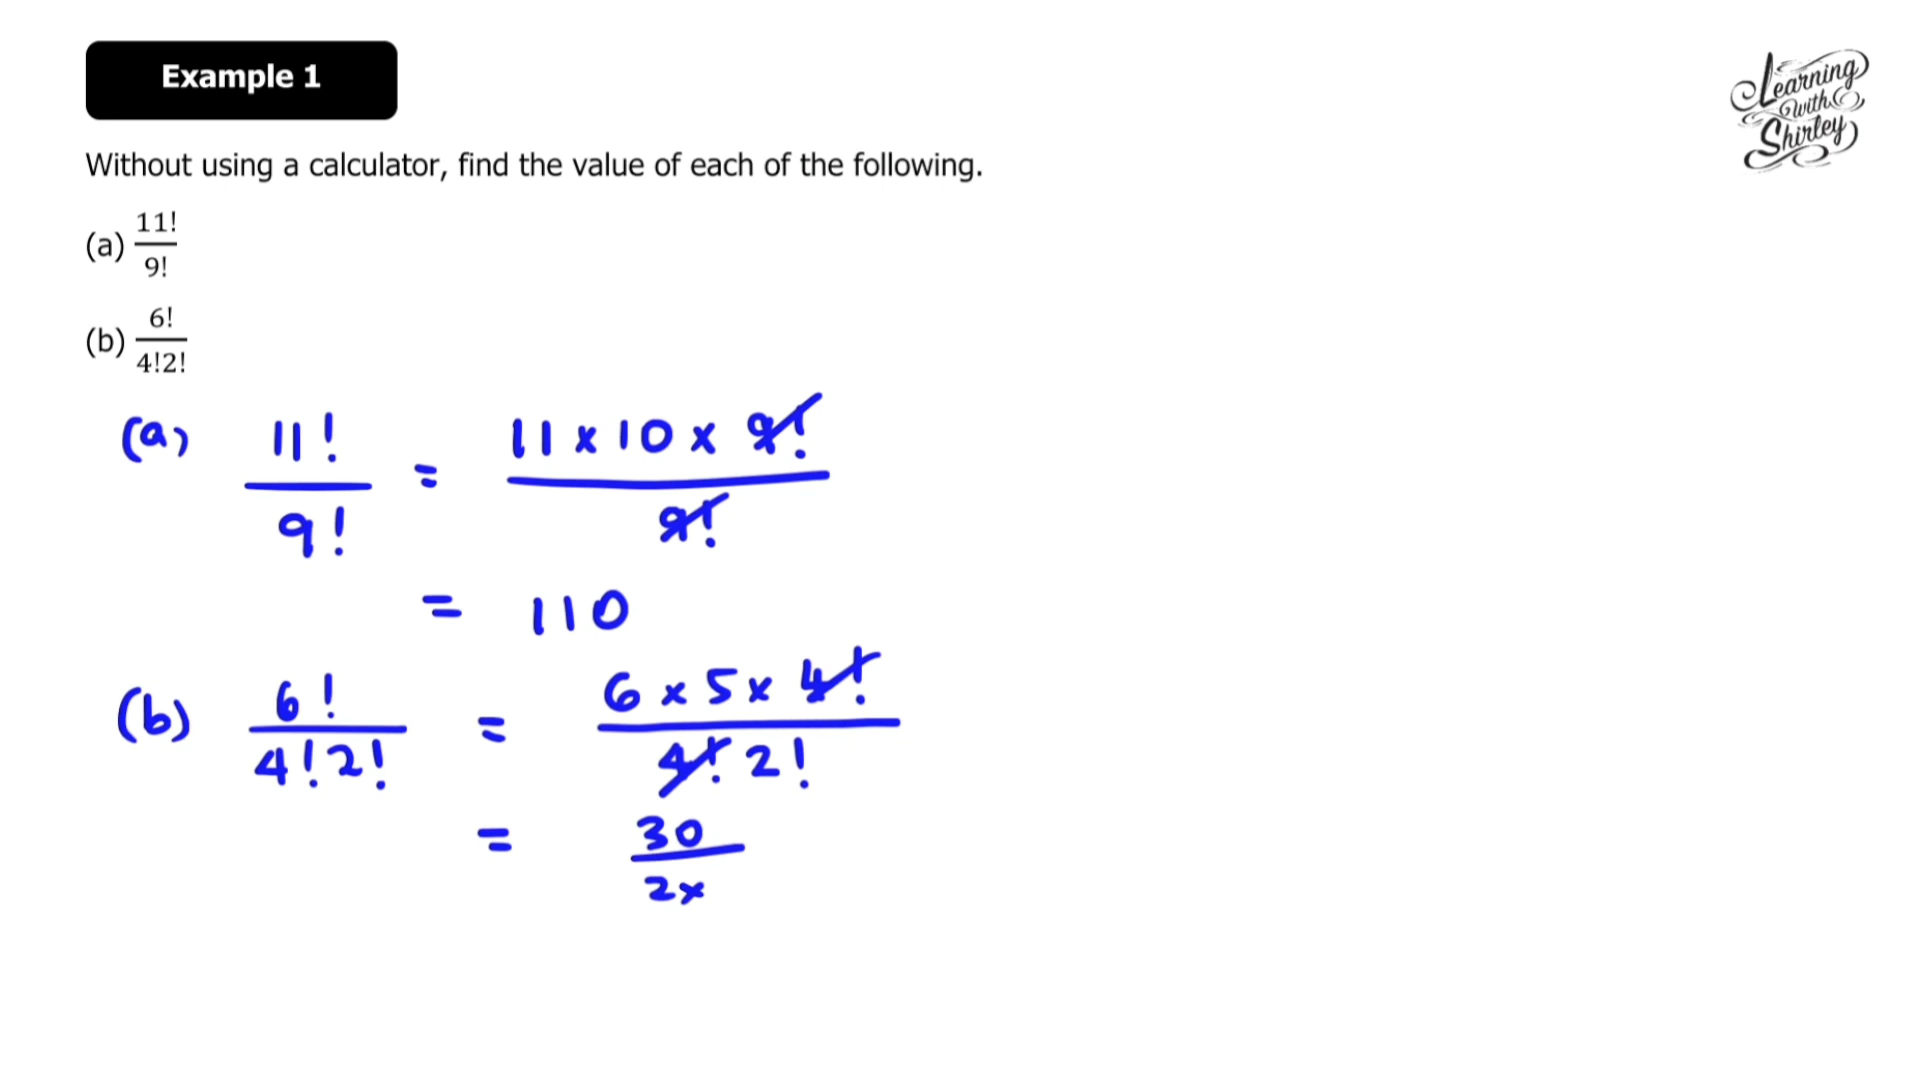 Example 1
Learning
with
Shirley
Without using a calculator, find the value of each of the following.
(a) 11!/9!
(b) 6!/4!2!
(a) 11!/9! = 11 x 10 x 9!/9!
= 110
(b) 6!/4!2! = 6 x 5 x 4!/4!2!
= 30/2x